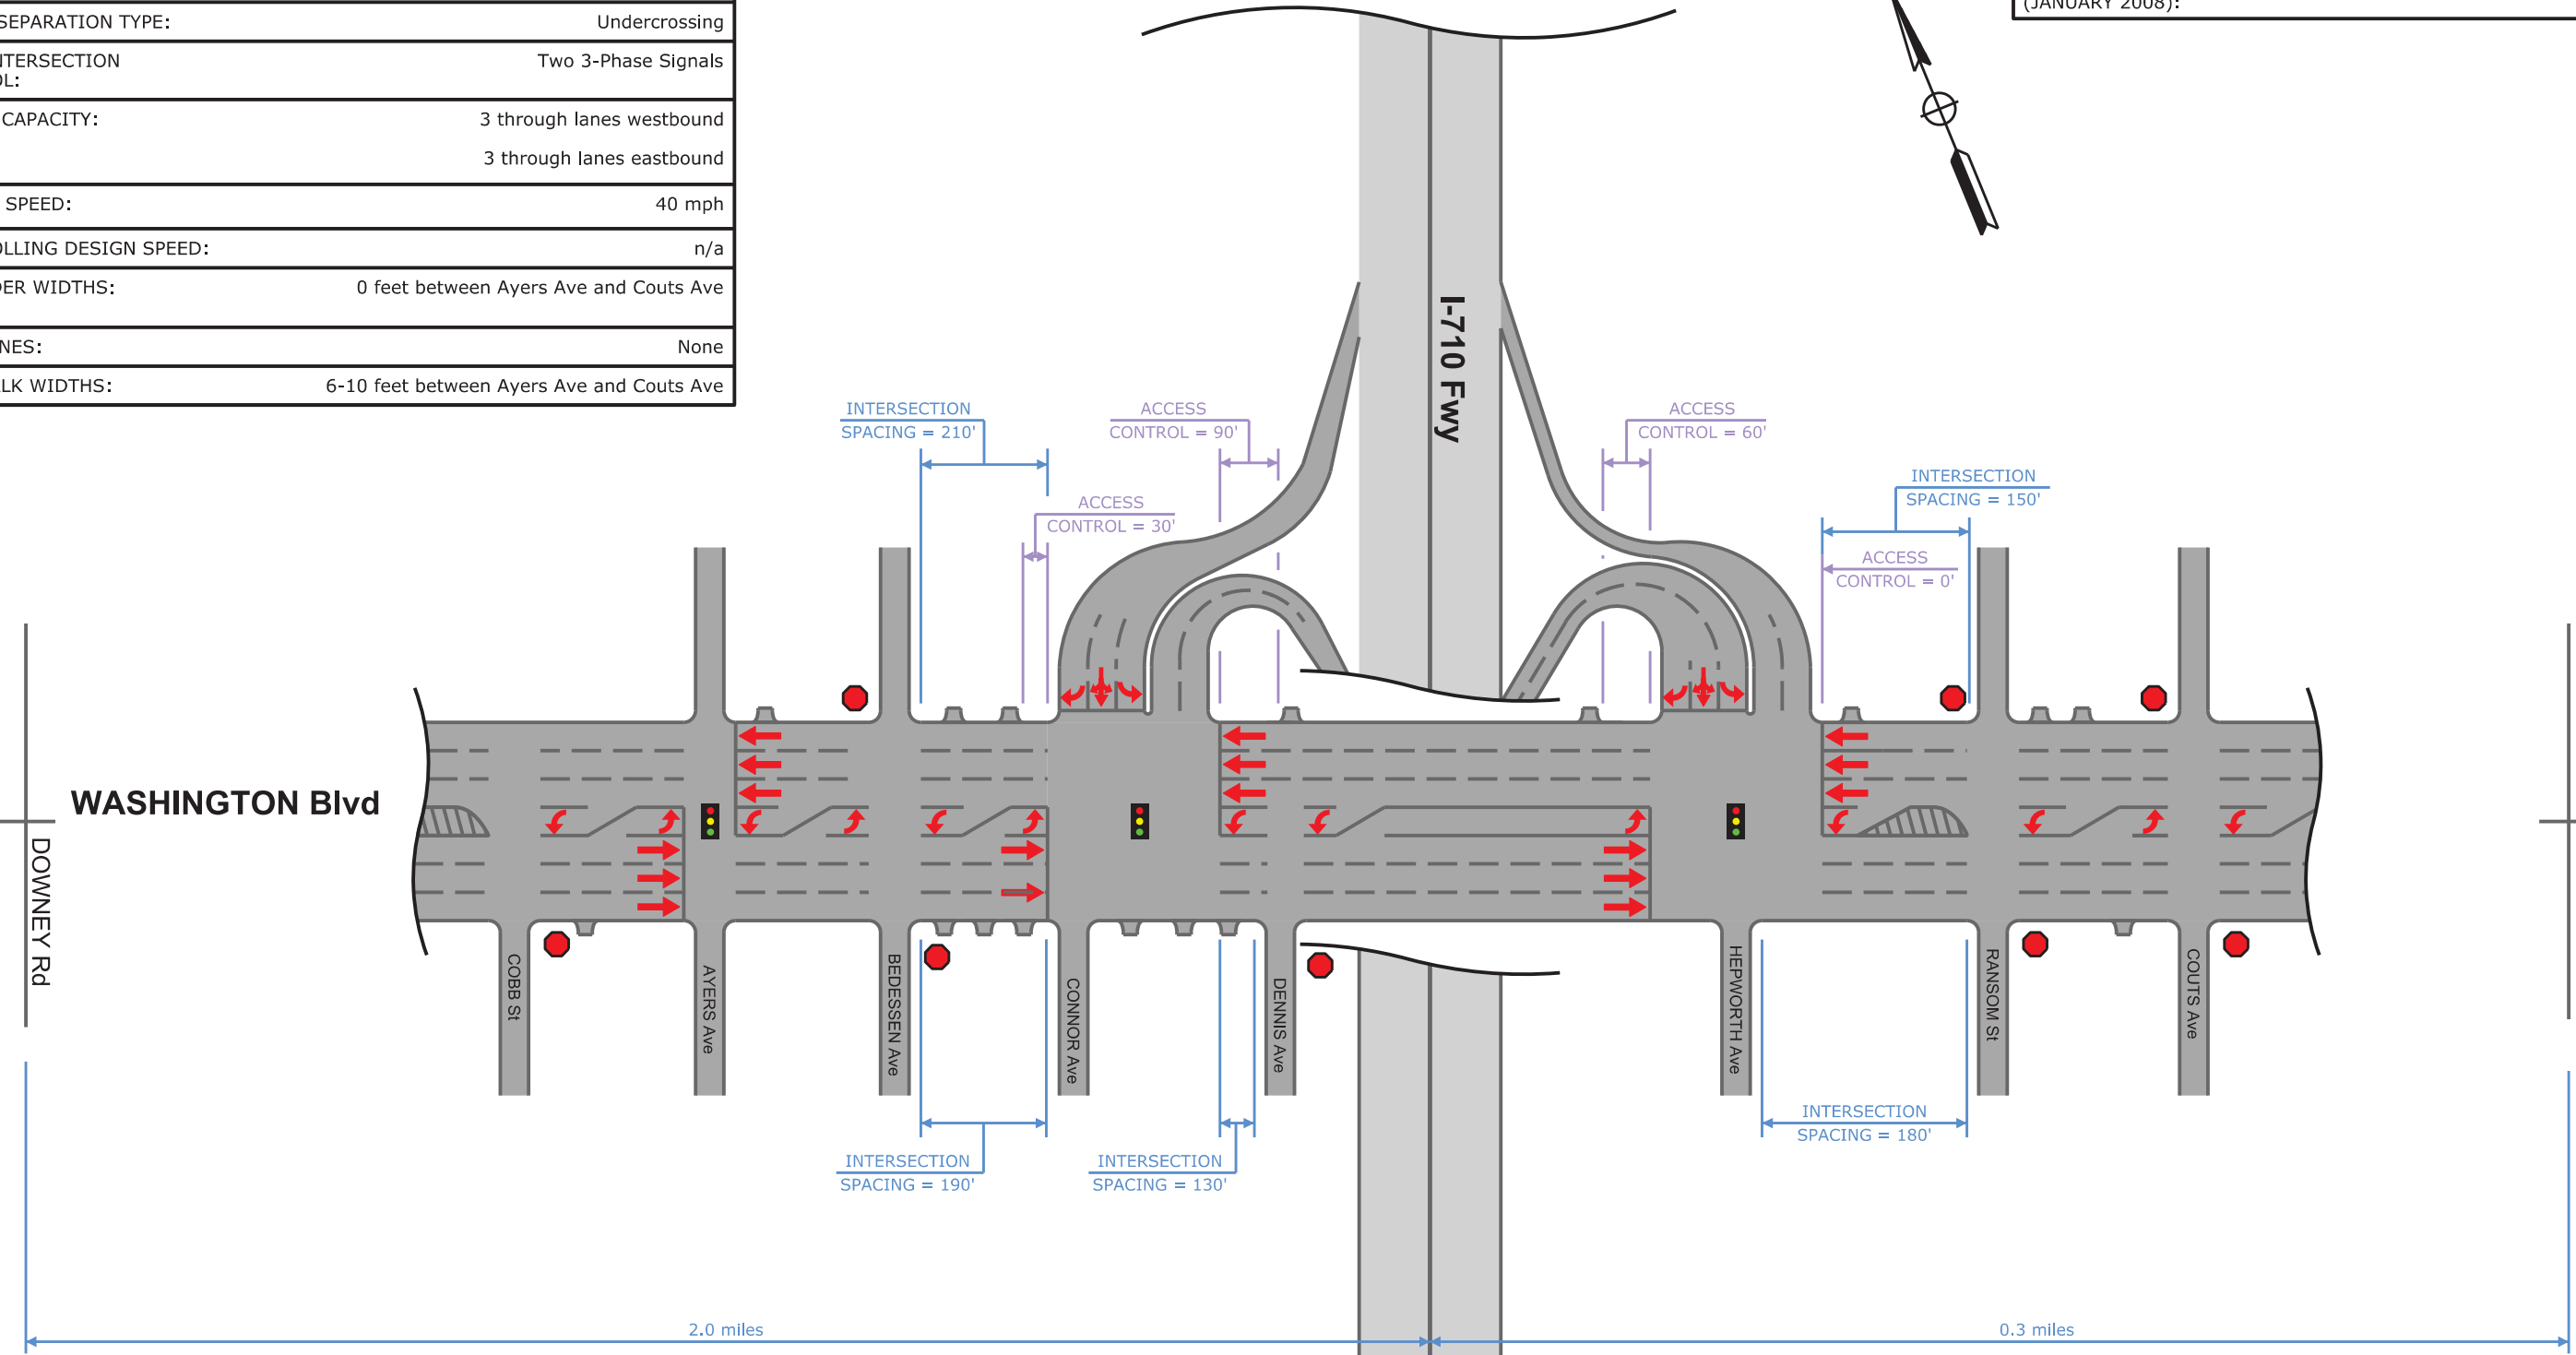 SEPARATION TYPE: Undercrossing
NTERSECTION Two 3-Phase Signals
OL:
CAPACITY: 3 through lanes westbound
3 through lanes eastbound
SPEED: 40 mph
OLLING DESIGN SPEED: n/a
DER WIDTHS: 0 feet between Ayers Ave and Couts Ave
NES: None
LK WIDTHS: 6-10 feet between Ayers Ave and Couts Ave
(JANUARY 2008):
I-710 Fwy
INTERSECTION
SPACING = 210'
ACCESS
CONTROL = 90'
ACCESS
CONTROL = 60'
ACCESS
CONTROL = 30'
INTERSECTION
SPACING = 150'
ACCESS
CONTROL = 0'
WASHINGTON Blvd
DOWNEY Rd
COBB St
AYERS Ave
BEDESSEN Ave
CONNOR Ave
DENNIS Ave
HEPWORTH Ave
RANSOM St
COUTS Ave
INTERSECTION
SPACING = 190'
INTERSECTION
SPACING = 130'
INTERSECTION
SPACING = 180'
2.0 miles
0.3 miles